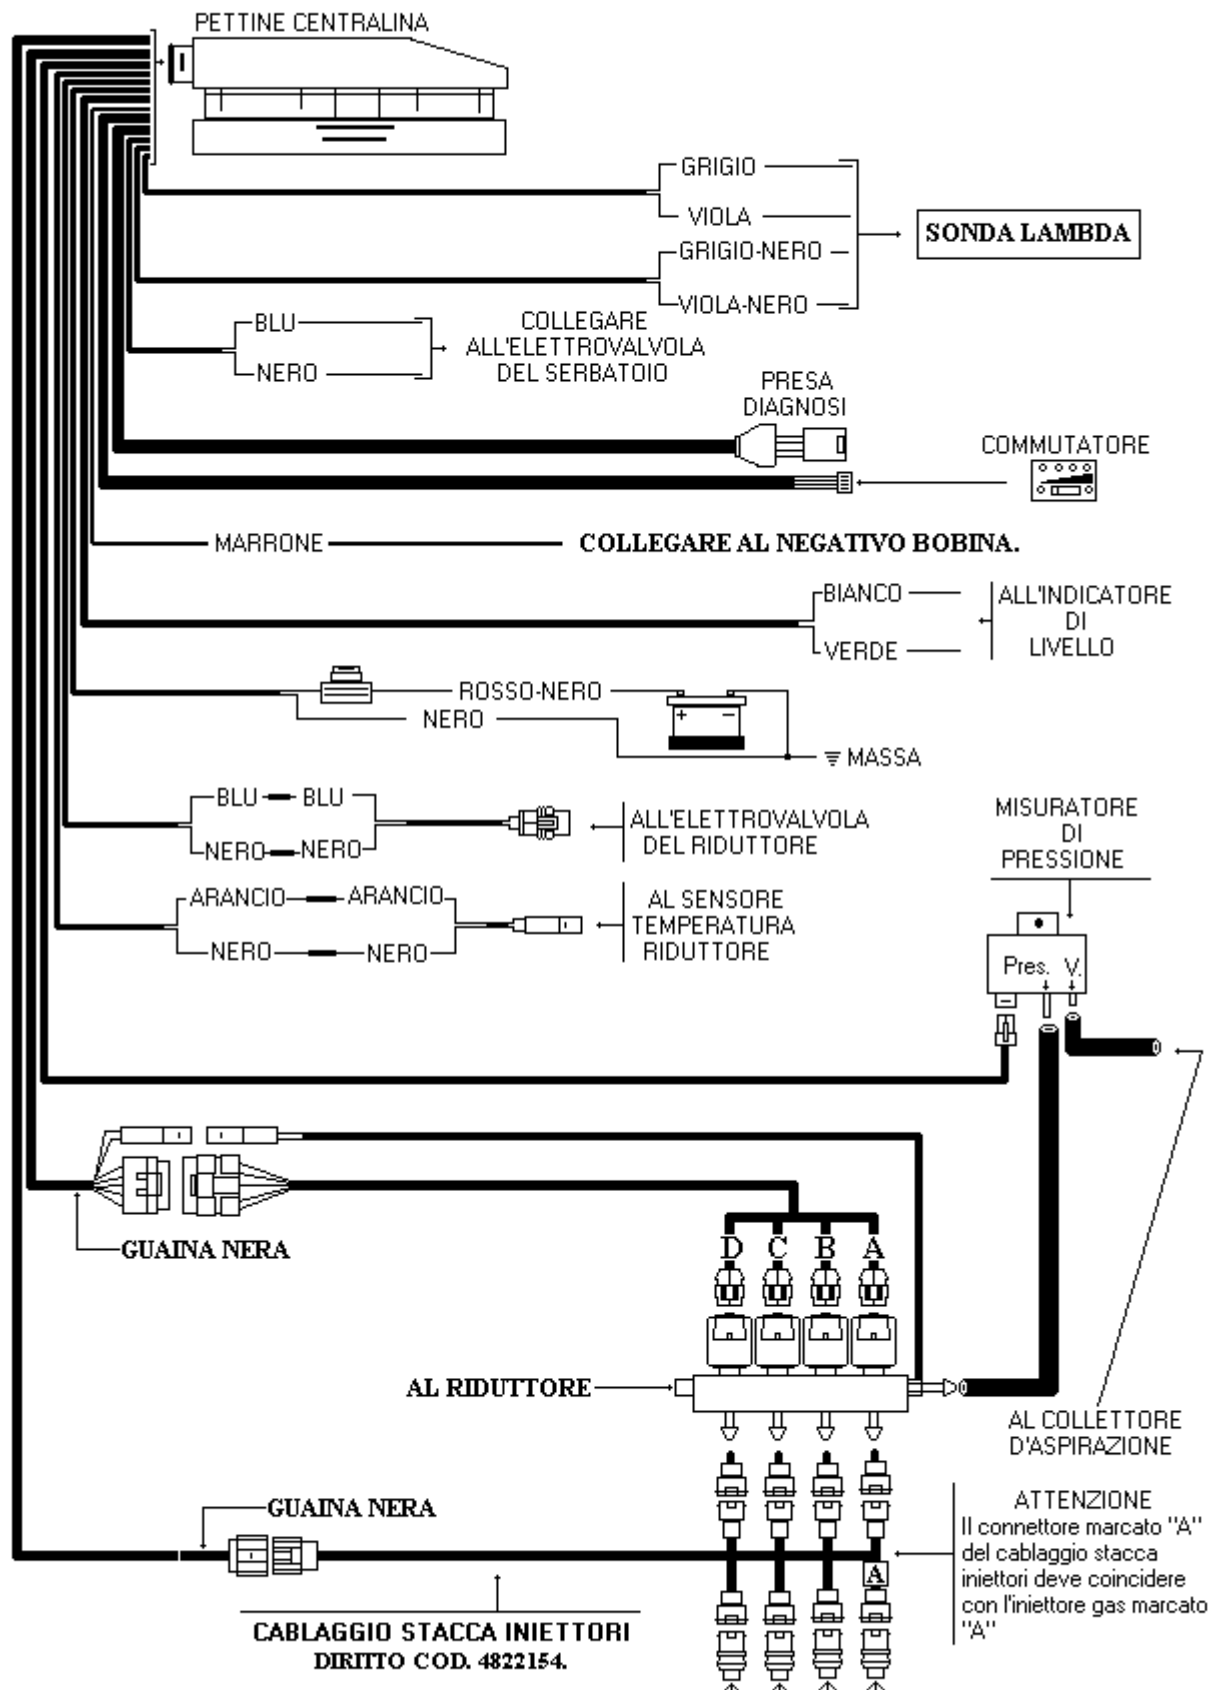 PETTINE CENTRALINA
GRIGIO
VIOLA
SONDA LAMBDA
GRIGIO-NERO
VIOLA-NERO
BLU
NERO
COLLEGARE
ALL'ELETTROVALVOLA
DEL SERBATOIO
PRESA
DIAGNOSI
COMMUTATORE
MARRONE
COLLEGARE AL NEGATIVO BOBINA.
BIANCO
VERDE
ALL'INDICATORE
DI
LIVELLO
ROSSO-NERO
NERO
+ −
MASSA
BLU BLU
NERO NERO
ALL'ELETTROVALVOLA
DEL RIDUTTORE
MISURATORE
DI
PRESSIONE
ARANCIO ARANCIO
NERO NERO
AL SENSORE
TEMPERATURA
RIDUTTORE
Pres. V.
GUAINA NERA
D C B A
AL RIDUTTORE
AL COLLETTORE
D'ASPIRAZIONE
GUAINA NERA
ATTENZIONE
Il connettore marcato "A"
del cablaggio stacca
iniettori deve coincidere
con l'iniettore gas marcato
"A"
A
CABLAGGIO STACCA INIETTORI
DIRITTO COD. 4822154.